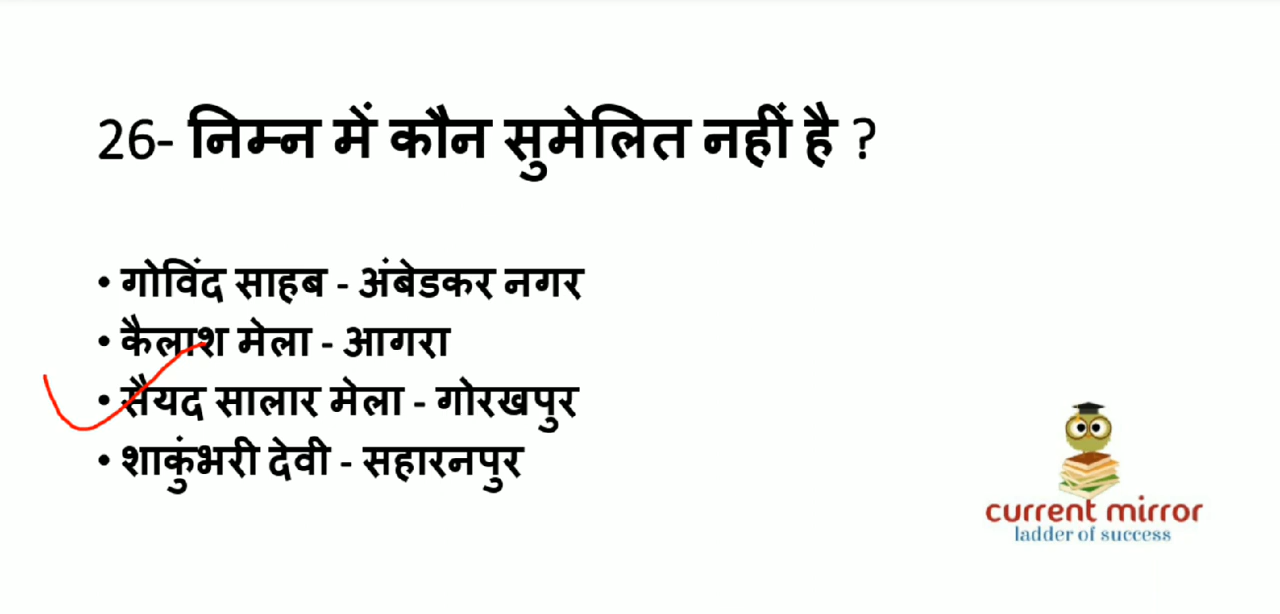 26- निम्न में कौन सुमेलित नहीं है ?
• गोविंद साहब - अंबेडकर नगर
• कैलाश मेला - आगरा
• सैयद सालार मेला - गोरखपुर
• शाकुंभरी देवी - सहारनपुर
current mirror
ladder of success